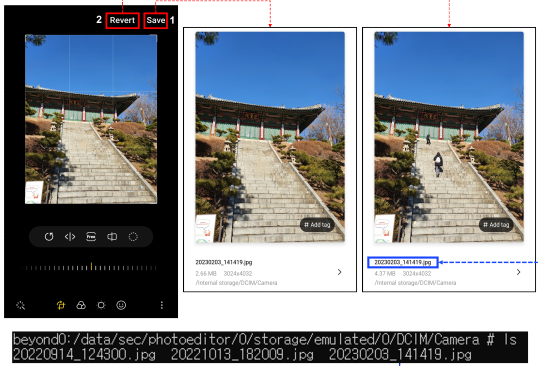 2 Revert Save 1
Free
# Add tag
20230203_141419.jpg
2.66 MB 3024x4032
/Internal storage/DCIM/Camera
# Add tag
20230203_141419.jpg
4.37 MB 3024x4032
/Internal storage/DCIM/Camera
beyond0:/data/sec/photoeditor/0/storage/emulated/0/DCIM/Camera # ls
20220914_124300.jpg 20221013_182009.jpg 20230203_141419.jpg